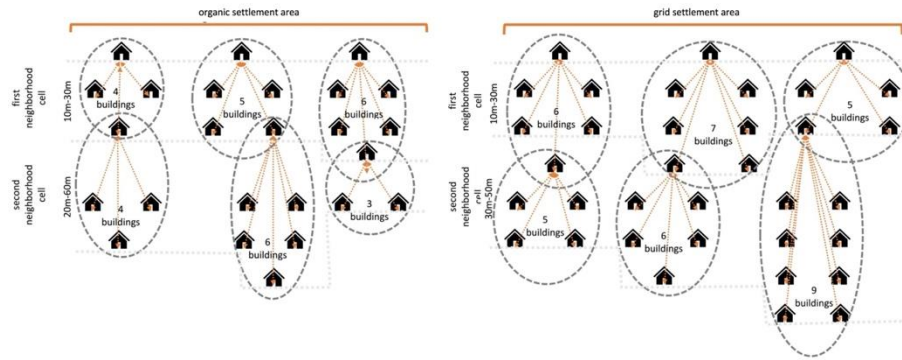 organic settlement area
first
neighborhood
cell
10m-30m
4
buildings
5
buildings
6
buildings
second
neighborhood
cell
20m-60m
4
buildings
6
buildings
3
buildings
grid settlement area
first
neighborhood
cell
10m-30m
6
buildings
7
buildings
5
buildings
second
neighborhood
cell
30m-50m
5
buildings
6
buildings
9
buildings